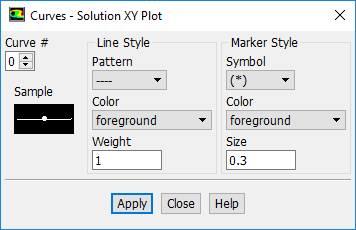 Curves - Solution XY Plot
Curve #
0
Sample
Line Style
Pattern
----
Color
foreground
Weight
1
Marker Style
Symbol
(*)
Color
foreground
Size
0.3
Apply
Close
Help